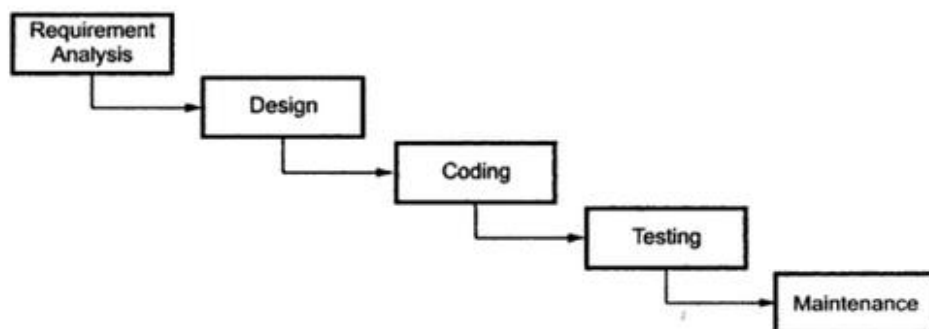 Requirement
Analysis
Design
Coding
Testing
Maintenance